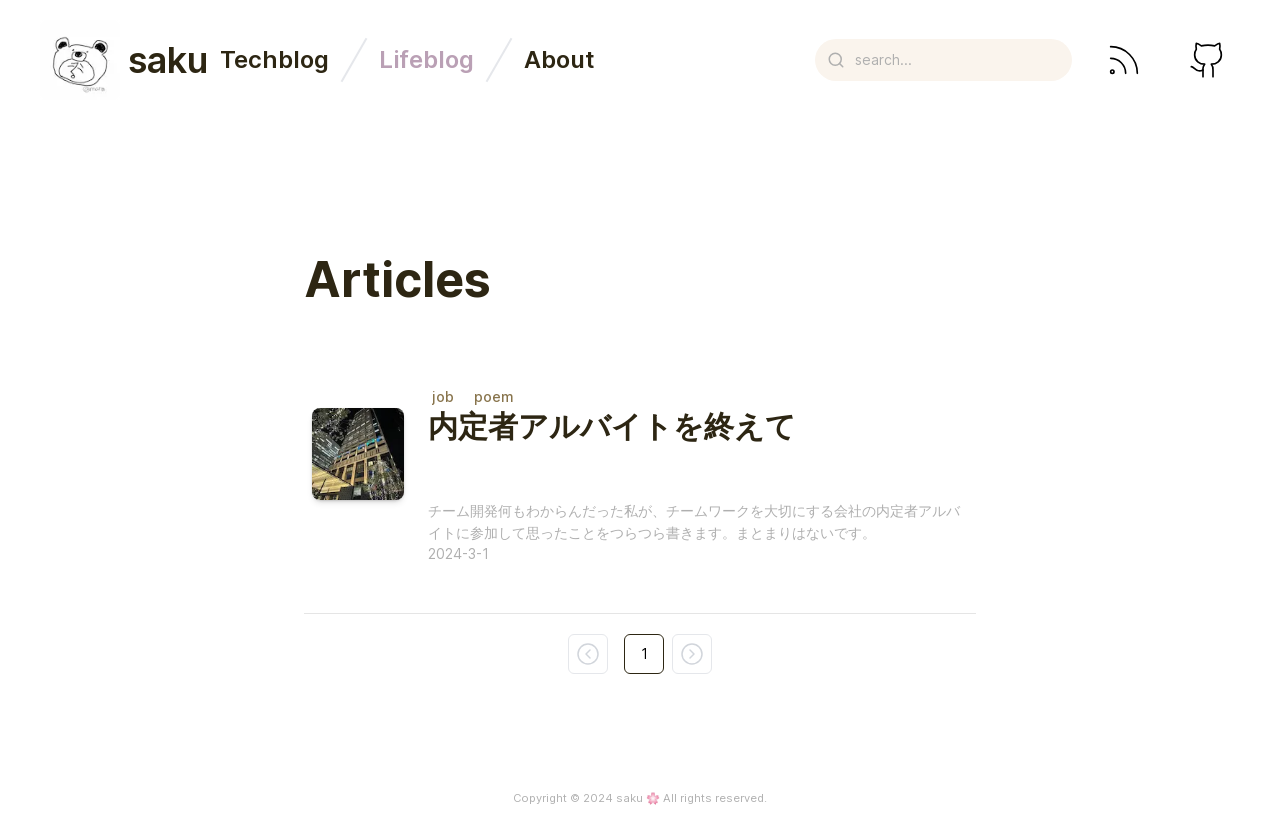 saku
Techblog
Lifeblog
About
search...
Articles
job poem
内定者アルバイトを終えて
チーム開発何もわからんだった私が、チームワークを大切にする会社の内定者アルバ
イトに参加して思ったことをつらつら書きます。まとまりはないです。
2024-3-1
1
Copyright © 2024 saku 🌸 All rights reserved.